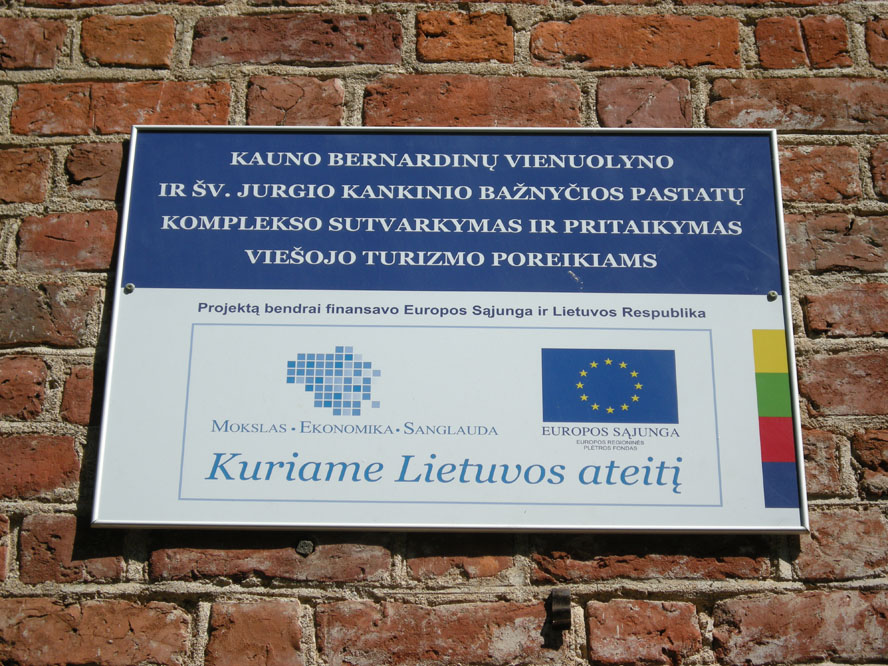 KAUNO BERNARDINŲ VIENUOLYNO
IR ŠV. JURGIO KANKINIO BAŽNYČIOS PASTATŲ
KOMPLEKSO SUTVARKYMAS IR PRITAIKYMAS
VIEŠOJO TURIZMO POREIKIAMS
Projektą bendrai finansavo Europos Sąjunga ir Lietuvos Respublika
MOKSLAS • EKONOMIKA • SANGLAUDA
EUROPOS SĄJUNGA
EUROPOS REGIONINĖS
PLĖTROS FONDAS
Kuriame Lietuvos ateitį